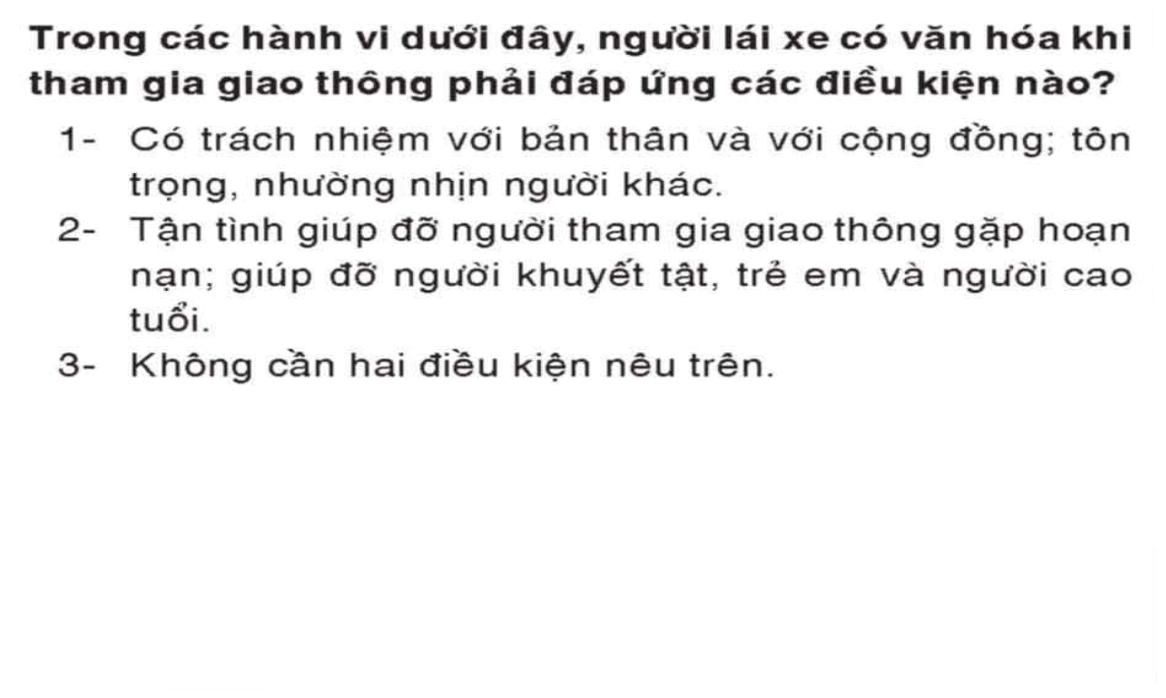 Trong các hành vi dưới đây, người lái xe có văn hóa khi
tham gia giao thông phải đáp ứng các điều kiện nào?
1- Có trách nhiệm với bản thân và với cộng đồng; tôn
trọng, nhường nhịn người khác.
2- Tận tình giúp đỡ người tham gia giao thông gặp hoạn
nạn; giúp đỡ người khuyết tật, trẻ em và người cao
tuổi.
3- Không cần hai điều kiện nêu trên.